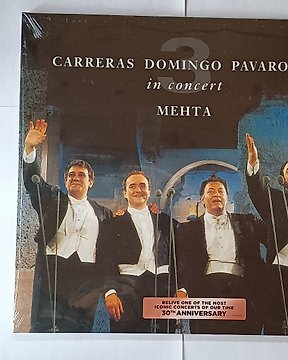 3
CARRERAS DOMINGO PAVARO
in concert
MEHTA
RELIVE ONE OF THE MOST
ICONIC CONCERTS OF OUR TIME
30TH ANNIVERSARY